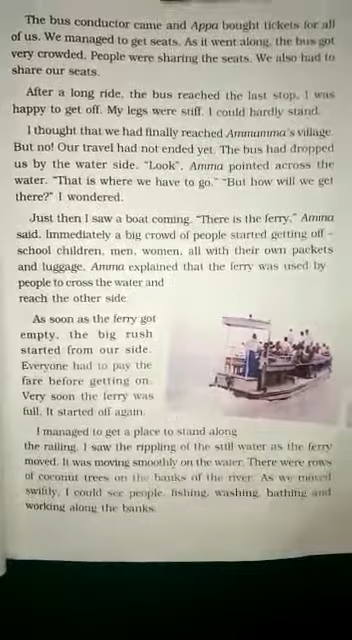 The bus conductor came and Appa bought tickets for all
of us. We managed to get seats. As it went along, the bus got
very crowded. People were sharing the seats. We also had to
share our seats.
After a long ride, the bus reached the last stop. I was
happy to get off. My legs were stiff. I could hardly stand.
I thought that we had finally reached Ammumma's village.
But no! Our travel had not ended yet. The bus had dropped
us by the water side. "Look", Amma pointed across the
water. "That is where we have to go." "But how will we get
there?" I wondered.
Just then I saw a boat coming. "There is the ferry," Amma
said. Immediately a big crowd of people started getting off –
school children, men, women, all with their own packets
and luggage. Amma explained that the ferry was used by
people to cross the water and
reach the other side.
As soon as the ferry got
empty, the big rush
started from our side.
Everyone had to pay the
fare before getting on.
Very soon the ferry was
full. It started off again.
I managed to get a place to stand along
the railing. I saw the rippling of the still water as the ferry
moved. It was moving smoothly on the water. There were rows
of coconut trees on the banks of the river. As we moved
swiftly, I could see people, fishing, washing, bathing and
working along the banks.